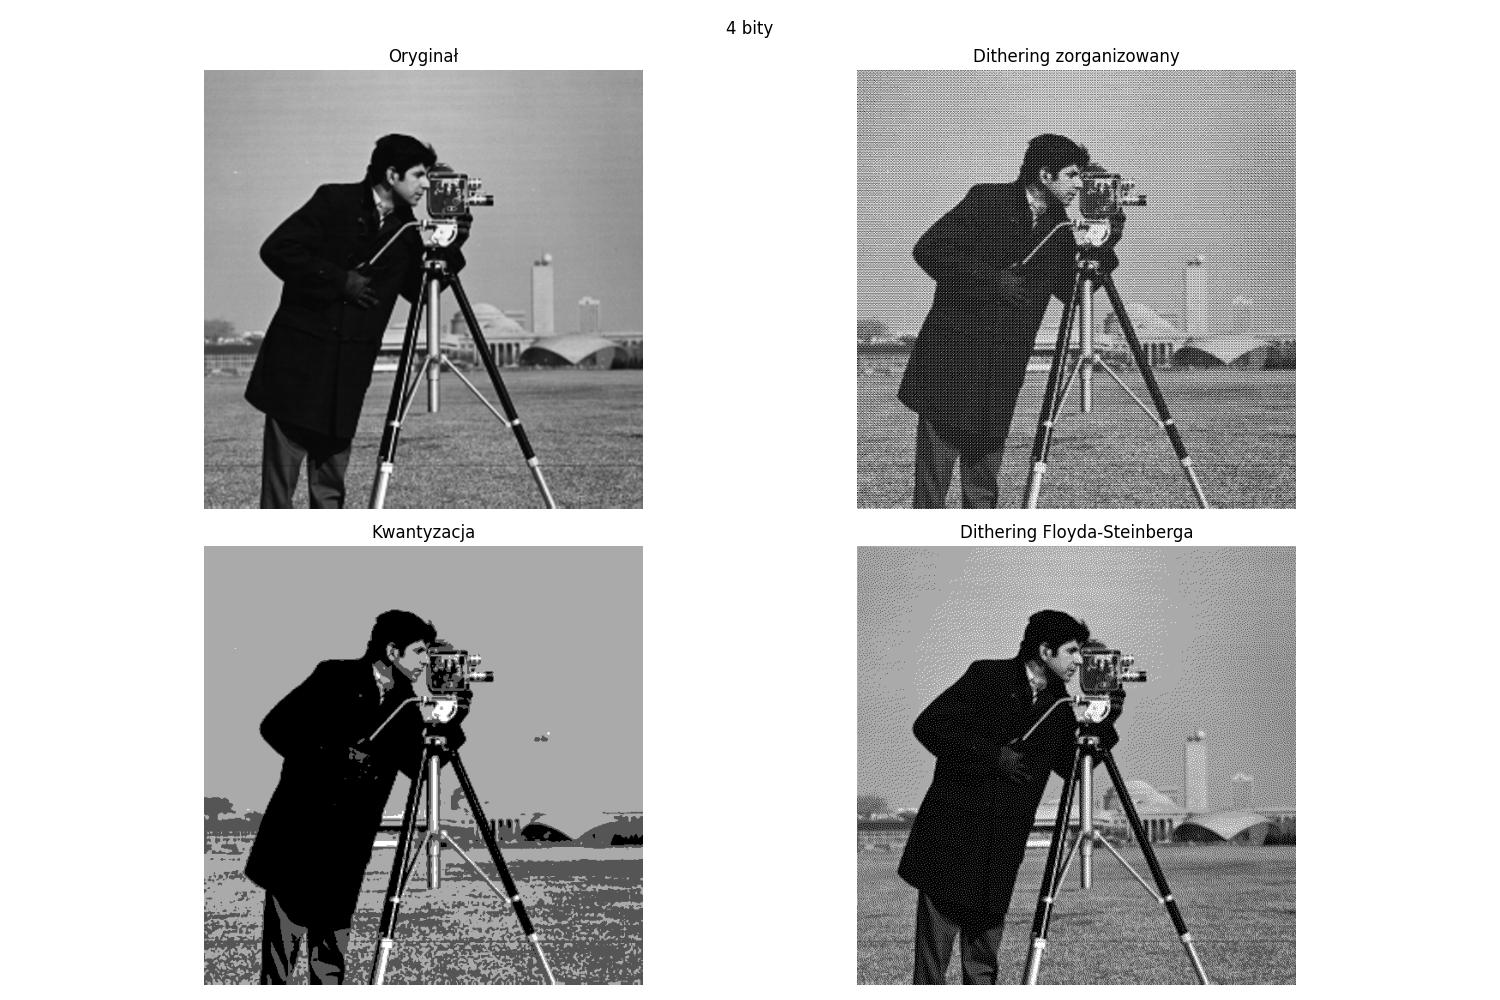 4 bity
Oryginał
Dithering zorganizowany
Kwantyzacja
Dithering Floyda-Steinberga